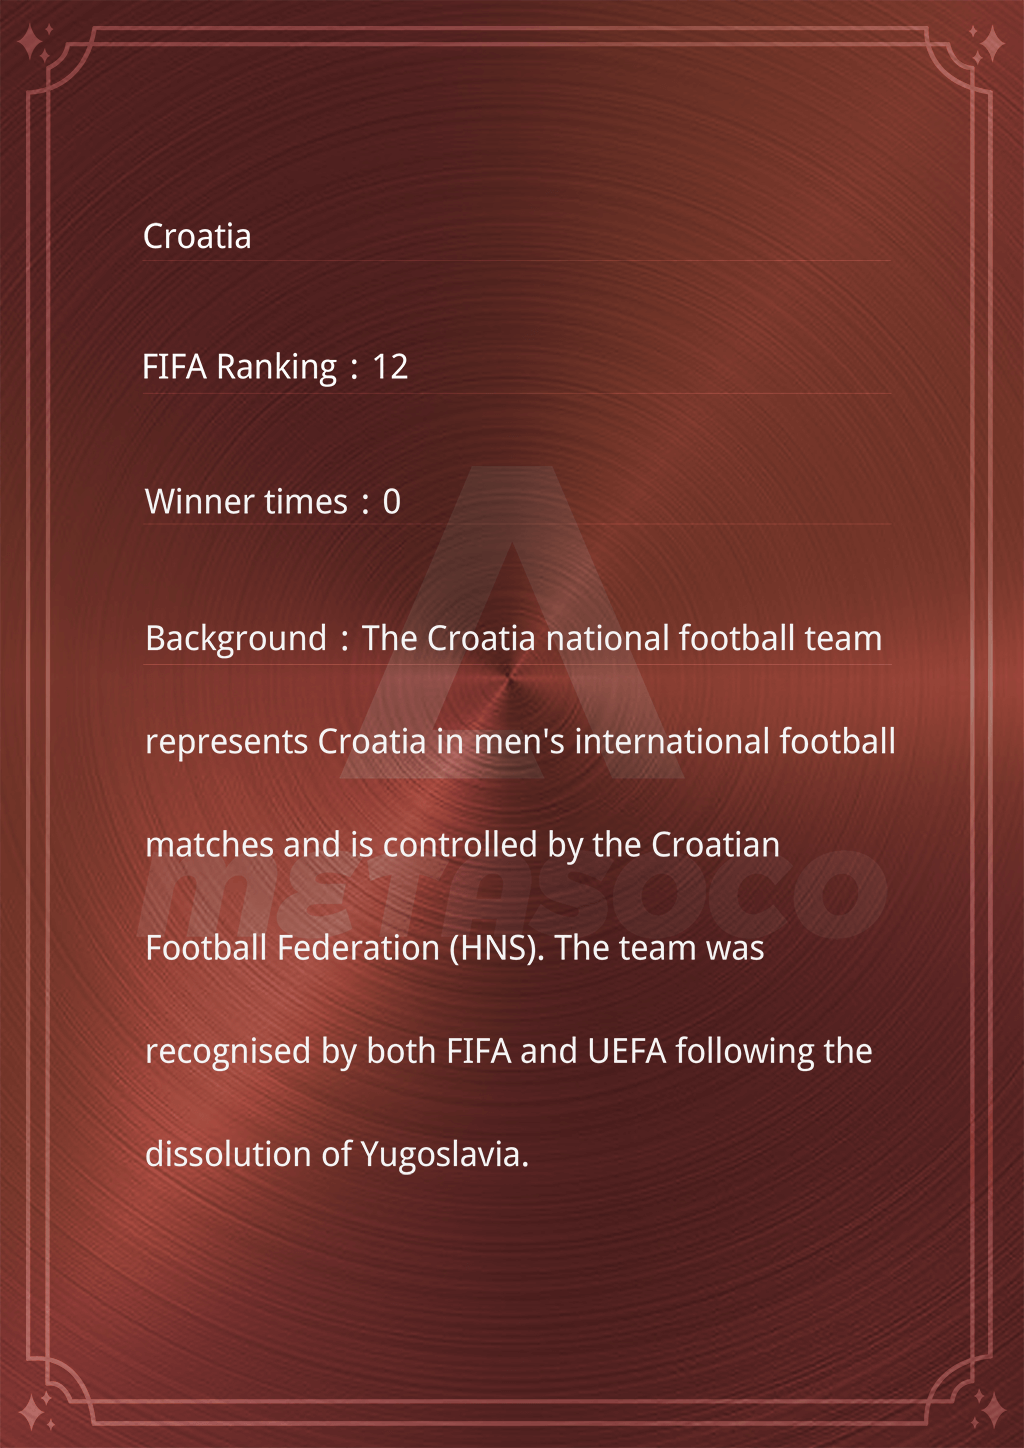 Croatia
FIFA Ranking：12
Winner times：0
Background：The Croatia national football team
represents Croatia in men's international football
matches and is controlled by the Croatian
METASOCO
Football Federation (HNS). The team was
recognised by both FIFA and UEFA following the
dissolution of Yugoslavia.